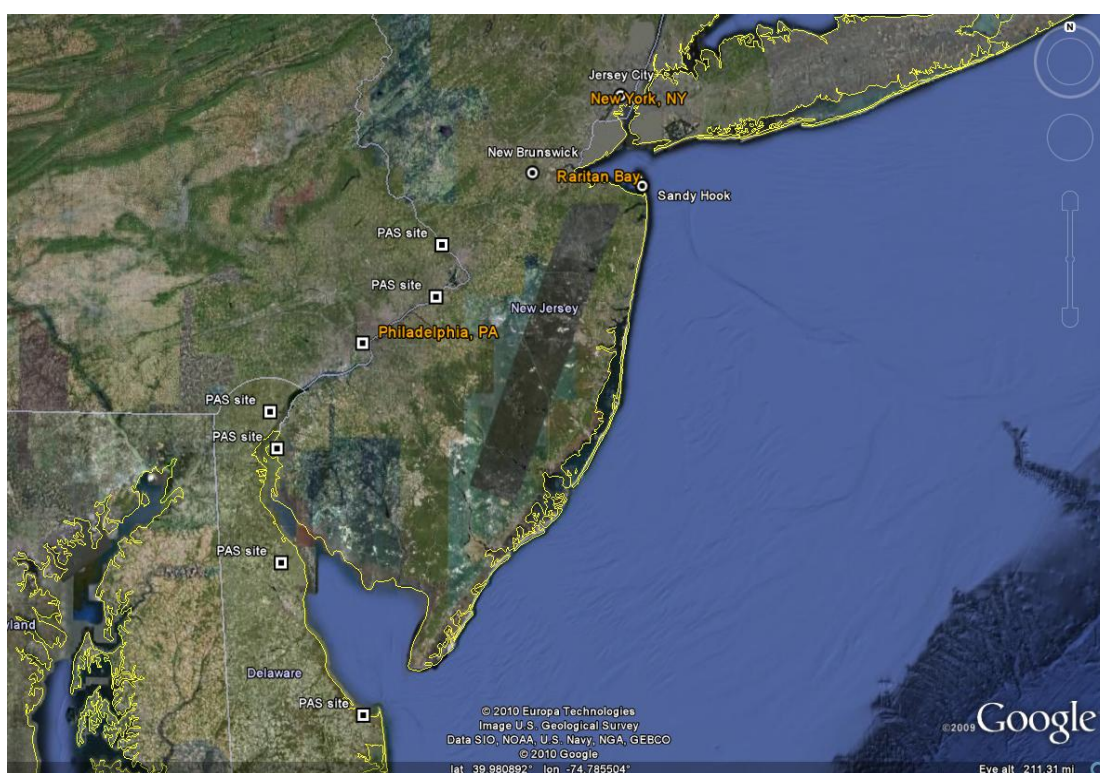 N
Jersey City
New York, NY
New Brunswick
Raritan Bay
Sandy Hook
PAS site
PAS site
New Jersey
Philadelphia, PA
PAS site
PAS site
PAS site
yland
Delaware
PAS site
© 2010 Europa Technologies
Image U.S. Geological Survey
Data SIO, NOAA, U.S. Navy, NGA, GEBCO
© 2010 Google
©2009 Google
lat 39.980892° lon -74.785504° Eye alt 211.31 mi